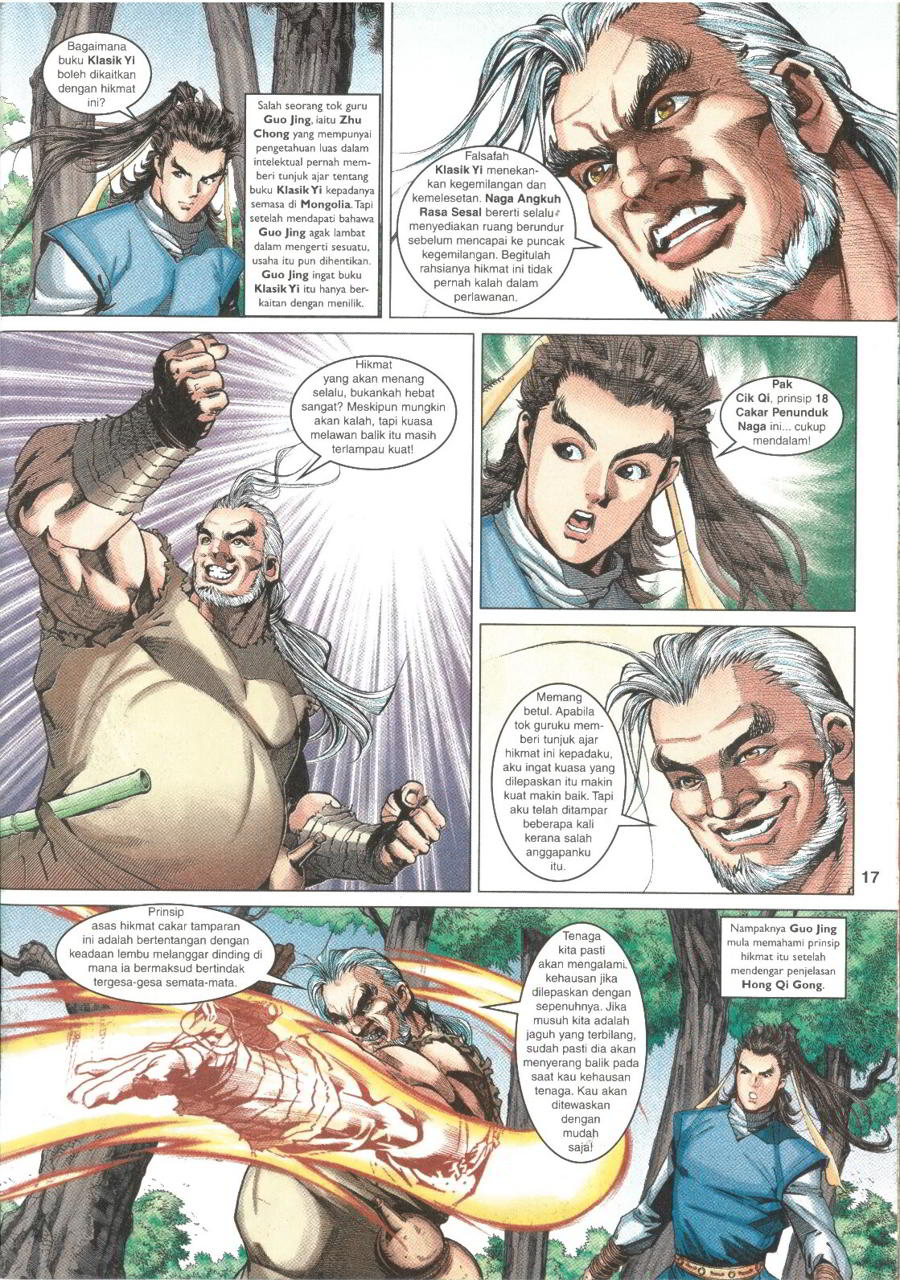 Bagaimana
buku Klasik Yi
boleh dikaitkan
dengan hikmat
ini?
Salah seorang tok guru
Guo Jing, iaitu Zhu
Chong yang mempunyai
pengetahuan luas dalam
intelektual pernah mem-
beri tunjuk ajar tentang
buku Klasik Yi kepadanya
semasa di Mongolia. Tapi
setelah mendapati bahawa
Guo Jing agak lambat
dalam mengerti sesuatu,
usaha itu pun dihentikan.
Guo Jing ingat buku
Klasik Yi itu hanya ber-
kaitan dengan menilik.
Falsafah
Klasik Yi menekan-
kan kegemilangan dan
kemelesetan. Naga Angkuh
Rasa Sesal bererti selalu
menyediakan ruang berundur
sebelum mencapai ke puncak
kegemilangan. Begitulah
rahsianya hikmat ini tidak
pernah kalah dalam
perlawanan.
Hikmat
yang akan menang
selalu, bukankah hebat
sangat? Meskipun mungkin
akan kalah, tapi kuasa
melawan balik itu masih
terlampau kuat!
Pak
Cik Qi, prinsip 18
Cakar Penunduk
Naga ini... cukup
mendalam!
Memang
betul. Apabila
tok guruku mem-
beri tunjuk ajar
hikmat ini kepadaku,
aku ingat kuasa yang
dilepaskan itu makin
kuat makin baik. Tapi
aku telah ditampar
beberapa kali
kerana salah
anggapanku
itu.
17
Prinsip
asas hikmat cakar tamparan
ini adalah bertentangan dengan
keadaan lembu melanggar dinding di
mana ia bermaksud bertindak
tergesa-gesa semata-mata.
Tenaga
kita pasti
akan mengalami
kehausan jika
dilepaskan dengan
sepenuhnya. Jika
musuh kita adalah
jaguh yang terbilang,
sudah pasti dia akan
menyerang balik pada
saat kau kehausan
tenaga. Kau akan
ditewaskan
dengan
mudah
saja!
Nampaknya Guo Jing
mula memahami prinsip
hikmat itu setelah
mendengar penjelasan
Hong Qi Gong.